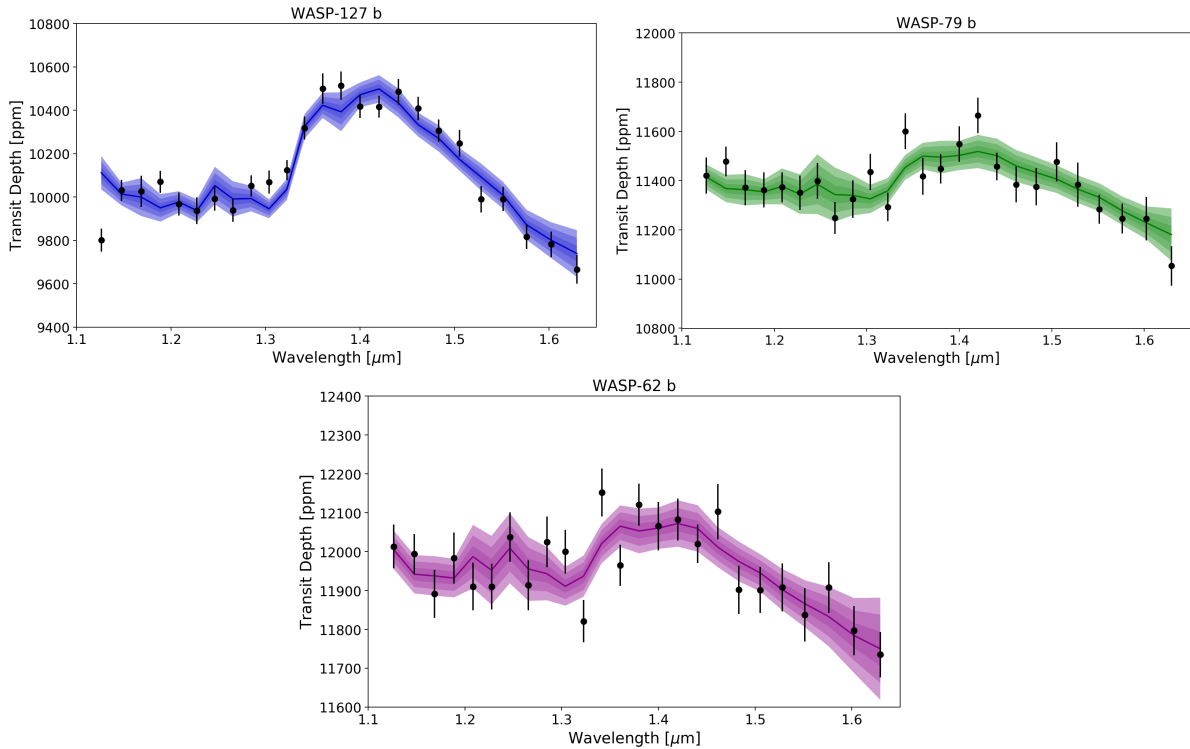 WASP-127 b
Transit Depth [ppm]
10800
10600
10400
10200
10000
9800
9600
9400
1.1 1.2 1.3 1.4 1.5 1.6
Wavelength [μm]
WASP-79 b
Transit Depth [ppm]
12000
11800
11600
11400
11200
11000
10800
1.1 1.2 1.3 1.4 1.5 1.6
Wavelength [μm]
WASP-62 b
Transit Depth [ppm]
12400
12300
12200
12100
12000
11900
11800
11700
11600
1.1 1.2 1.3 1.4 1.5 1.6
Wavelength [μm]